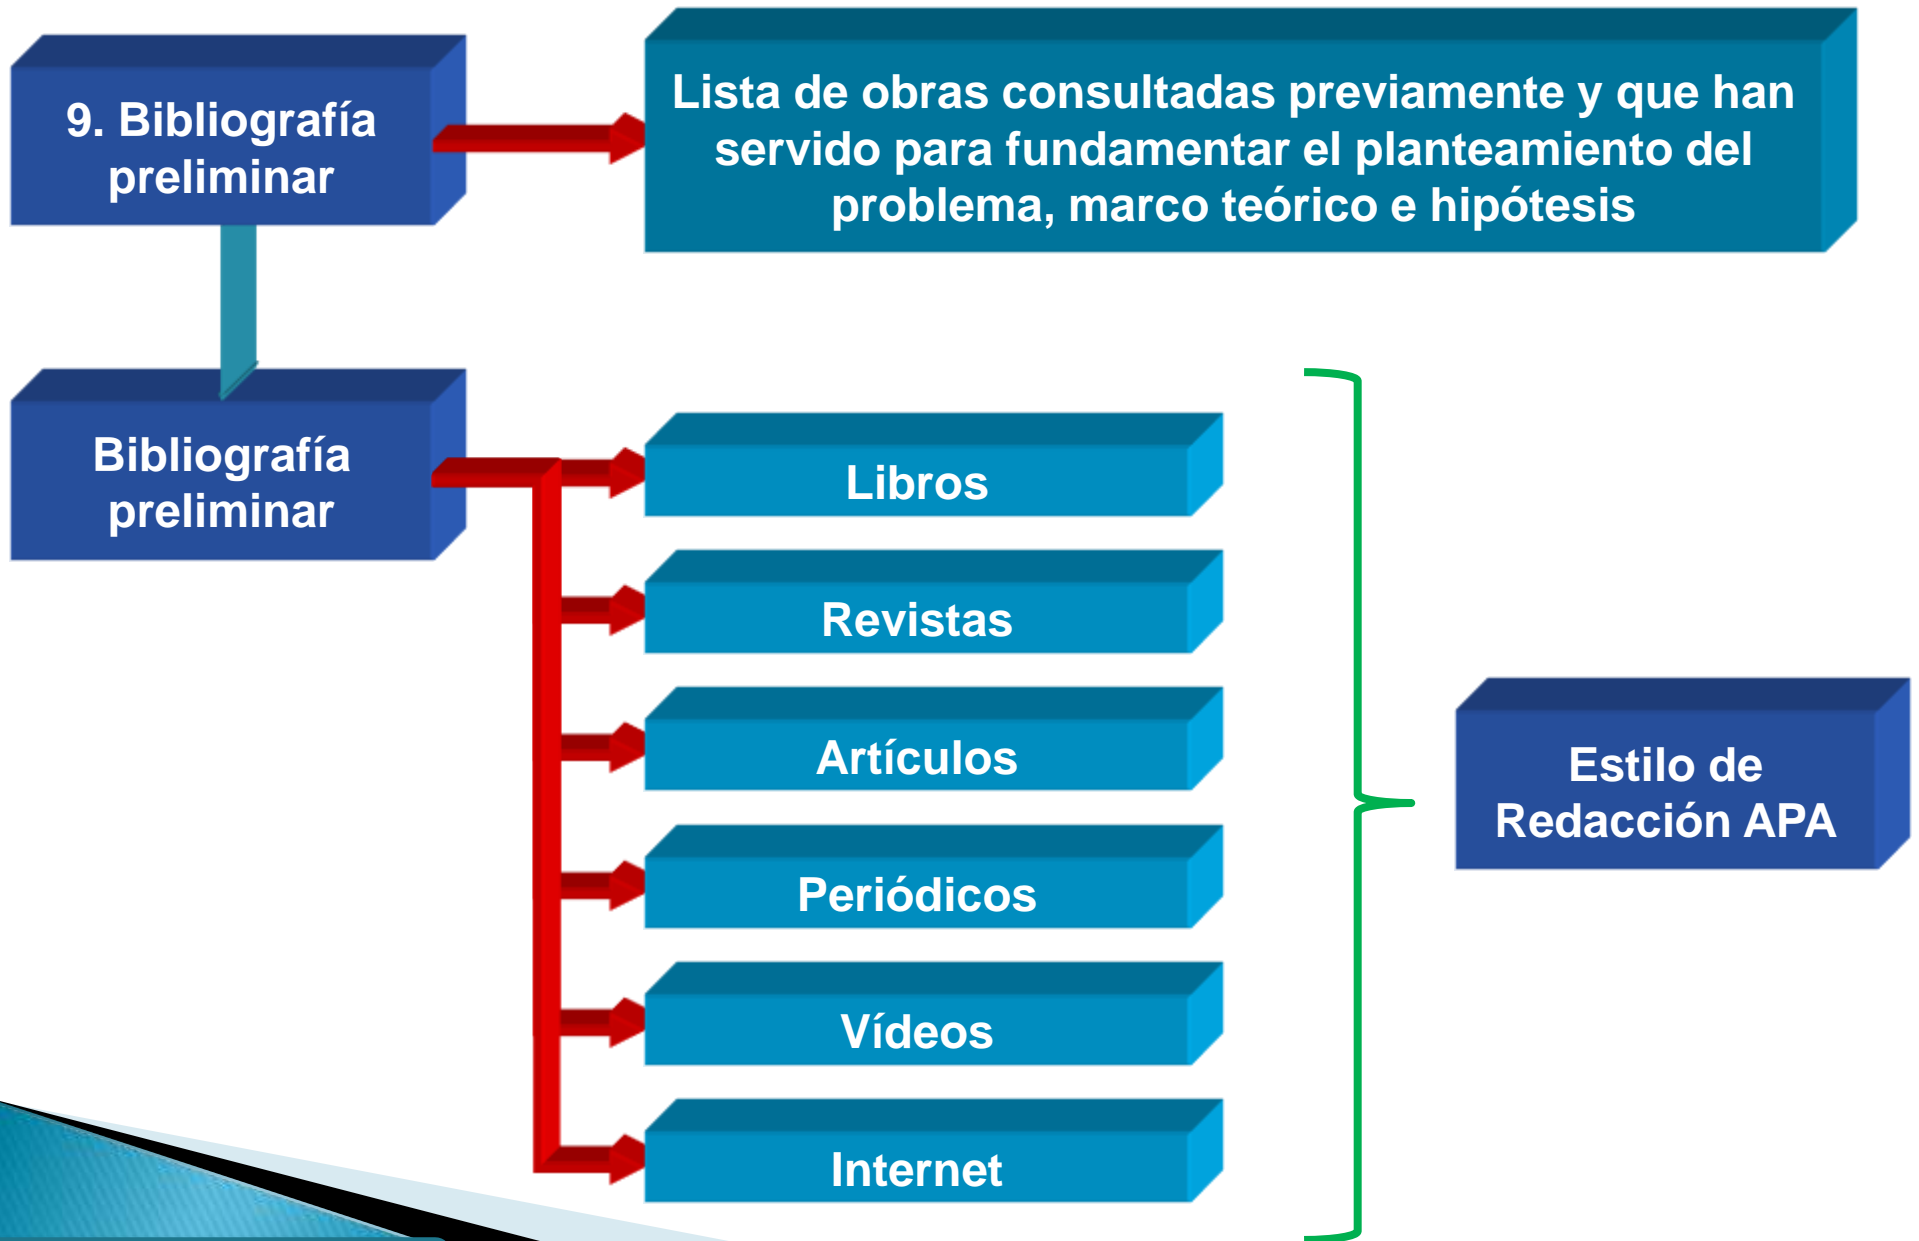 9. Bibliografía
preliminar
Lista de obras consultadas previamente y que han
servido para fundamentar el planteamiento del
problema, marco teórico e hipótesis
Bibliografía
preliminar
Libros
Revistas
Artículos
Periódicos
Vídeos
Internet
Estilo de
Redacción APA